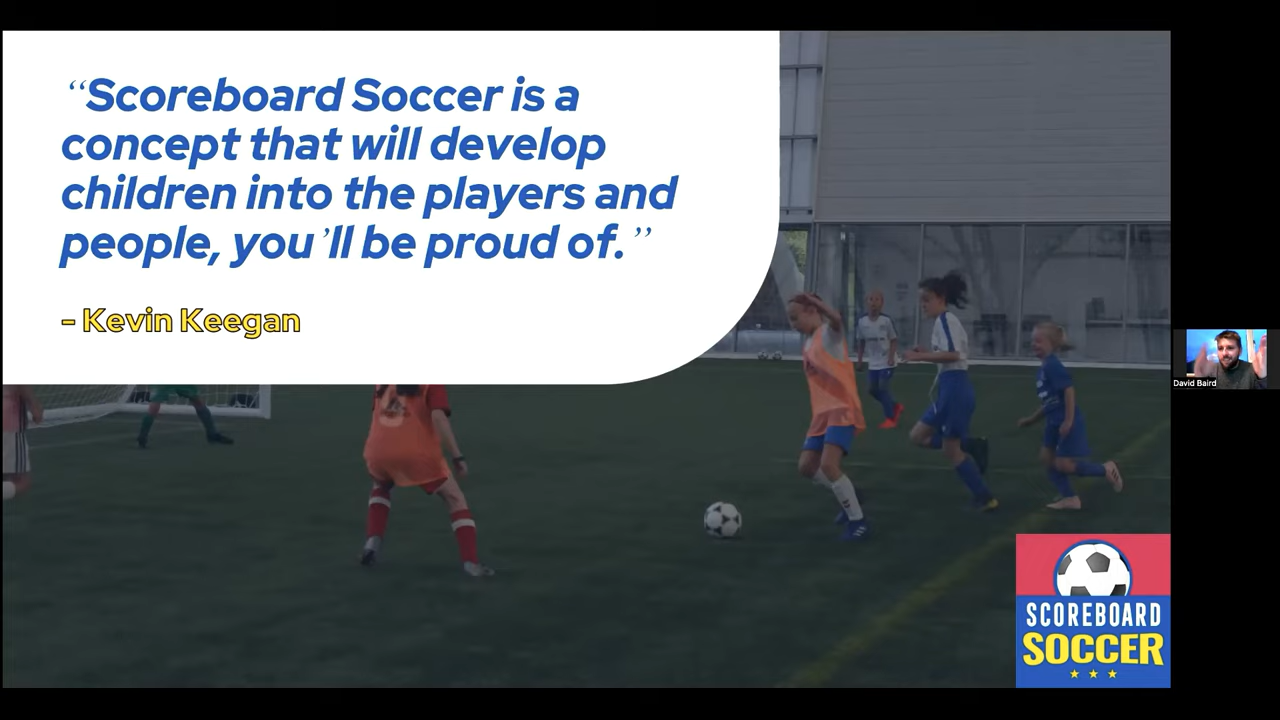 “Scoreboard Soccer is a
concept that will develop
children into the players and
people, you’ll be proud of.”
- Kevin Keegan
David Baird
SCOREBOARD
SOCCER